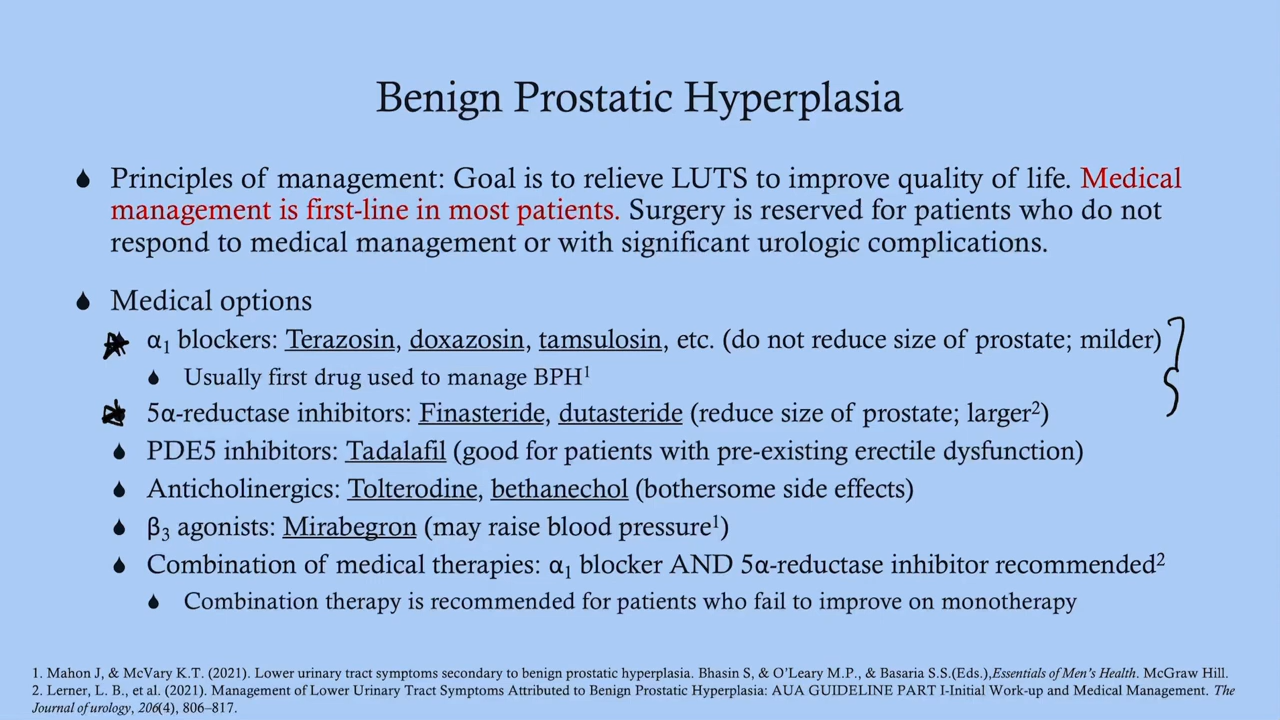 Benign Prostatic Hyperplasia
Principles of management: Goal is to relieve LUTS to improve quality of life. Medical
management is first-line in most patients. Surgery is reserved for patients who do not
respond to medical management or with significant urologic complications.
Medical options
α₁ blockers: Terazosin, doxazosin, tamsulosin, etc. (do not reduce size of prostate; milder)
Usually first drug used to manage BPH¹
5α-reductase inhibitors: Finasteride, dutasteride (reduce size of prostate; larger²)
PDE5 inhibitors: Tadalafil (good for patients with pre-existing erectile dysfunction)
Anticholinergics: Tolterodine, bethanechol (bothersome side effects)
β₃ agonists: Mirabegron (may raise blood pressure¹)
Combination of medical therapies: α₁ blocker AND 5α-reductase inhibitor recommended²
Combination therapy is recommended for patients who fail to improve on monotherapy
1. Mahon J, & McVary K.T. (2021). Lower urinary tract symptoms secondary to benign prostatic hyperplasia. Bhasin S, & O'Leary M.P., & Basaria S.S.(Eds.),Essentials of Men's Health. McGraw Hill.
2. Lerner, L. B., et al. (2021). Management of Lower Urinary Tract Symptoms Attributed to Benign Prostatic Hyperplasia: AUA GUIDELINE PART I-Initial Work-up and Medical Management. The
Journal of urology, 206(4), 806–817.